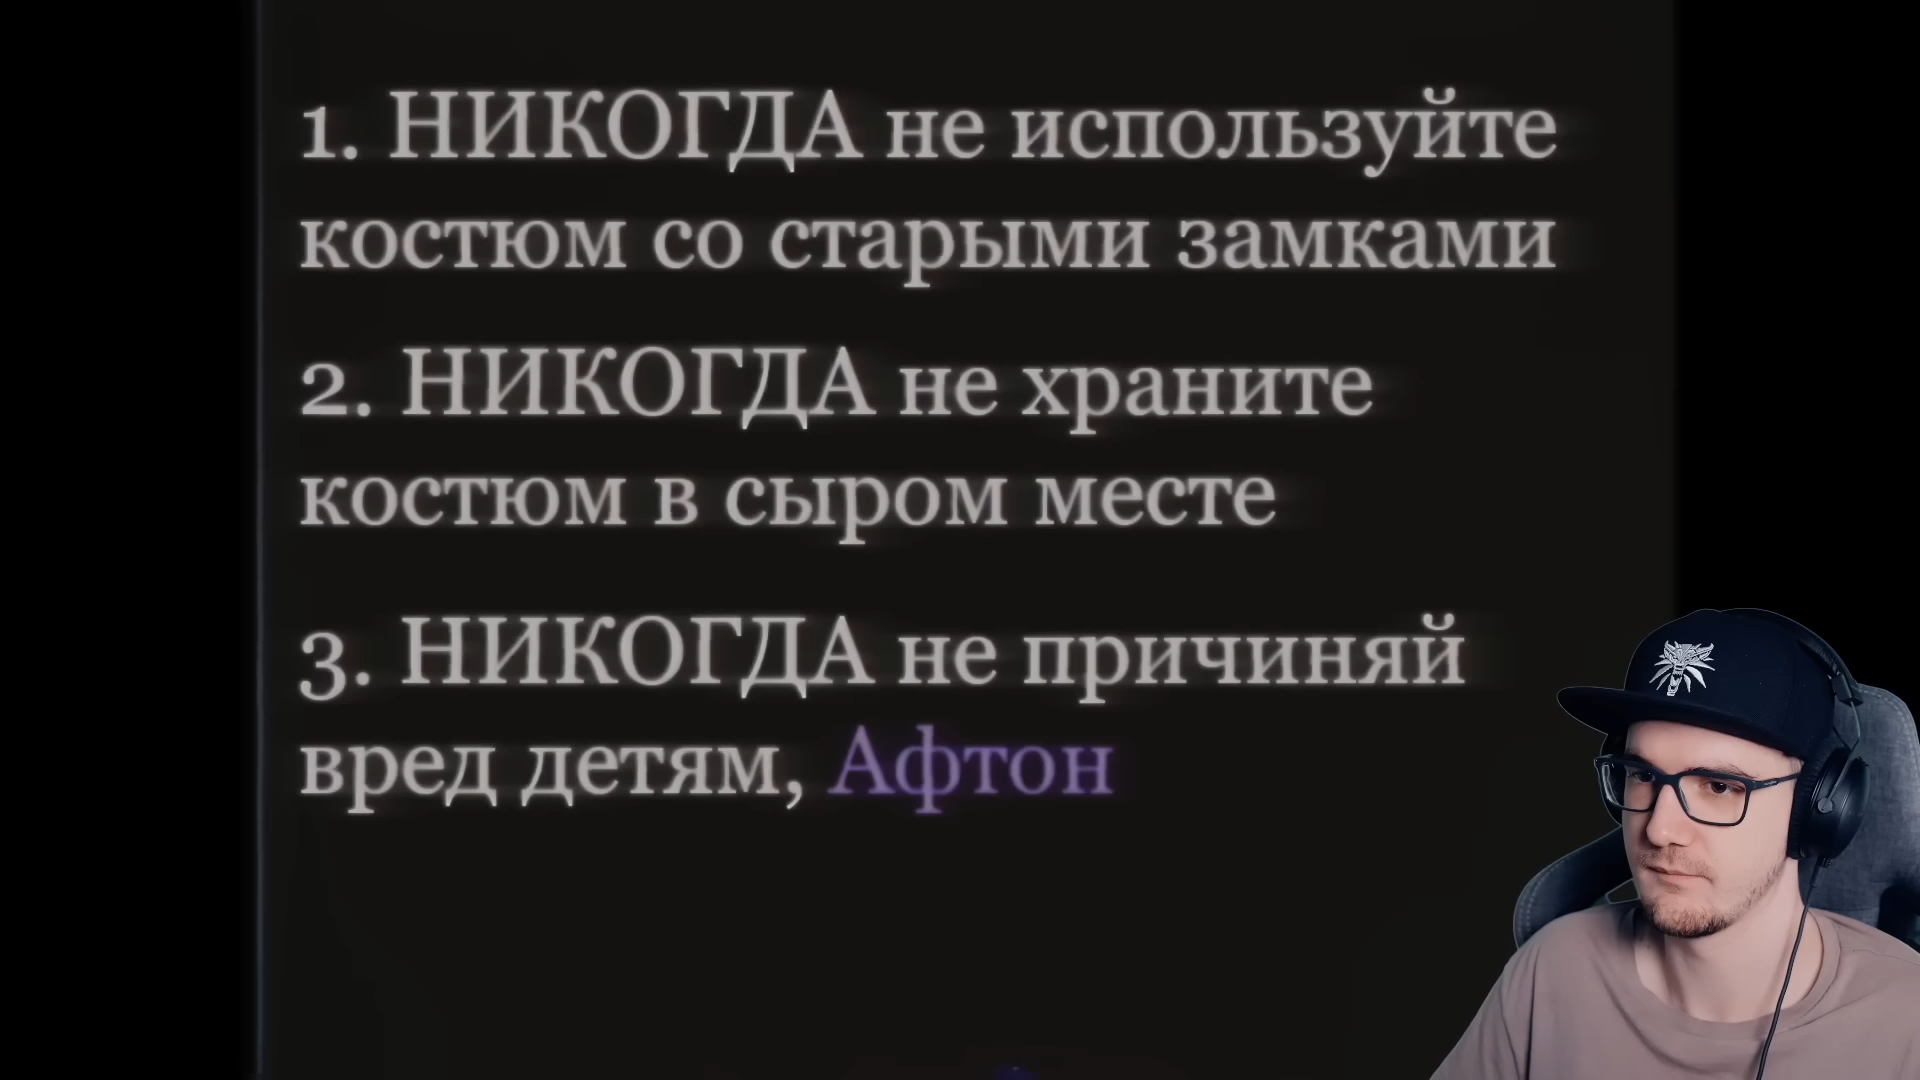 1. НИКОГДА не используйте
костюм со старыми замками
2. НИКОГДА не храните
костюм в сыром месте
3. НИКОГДА не причиняй
вред детям, Афтон